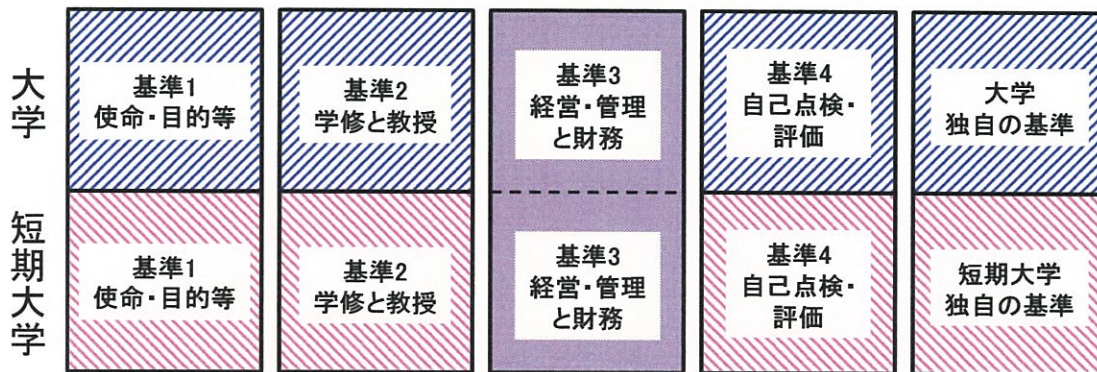 大学
基準1
使命・目的等
基準2
学修と教授
基準3
経営・管理
と財務
基準4
自己点検・
評価
大学
独自の基準
短期大学
基準1
使命・目的等
基準2
学修と教授
基準3
経営・管理
と財務
基準4
自己点検・
評価
短期大学
独自の基準